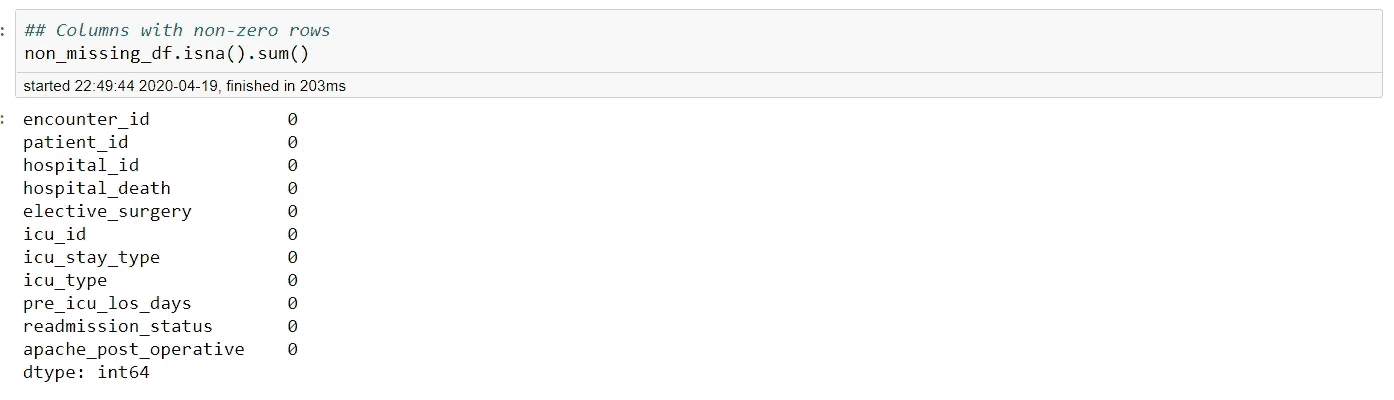 : ## Columns with non-zero rows
non_missing_df.isna().sum()
started 22:49:44 2020-04-19, finished in 203ms
: encounter_id 0
patient_id 0
hospital_id 0
hospital_death 0
elective_surgery 0
icu_id 0
icu_stay_type 0
icu_type 0
pre_icu_los_days 0
readmission_status 0
apache_post_operative 0
dtype: int64